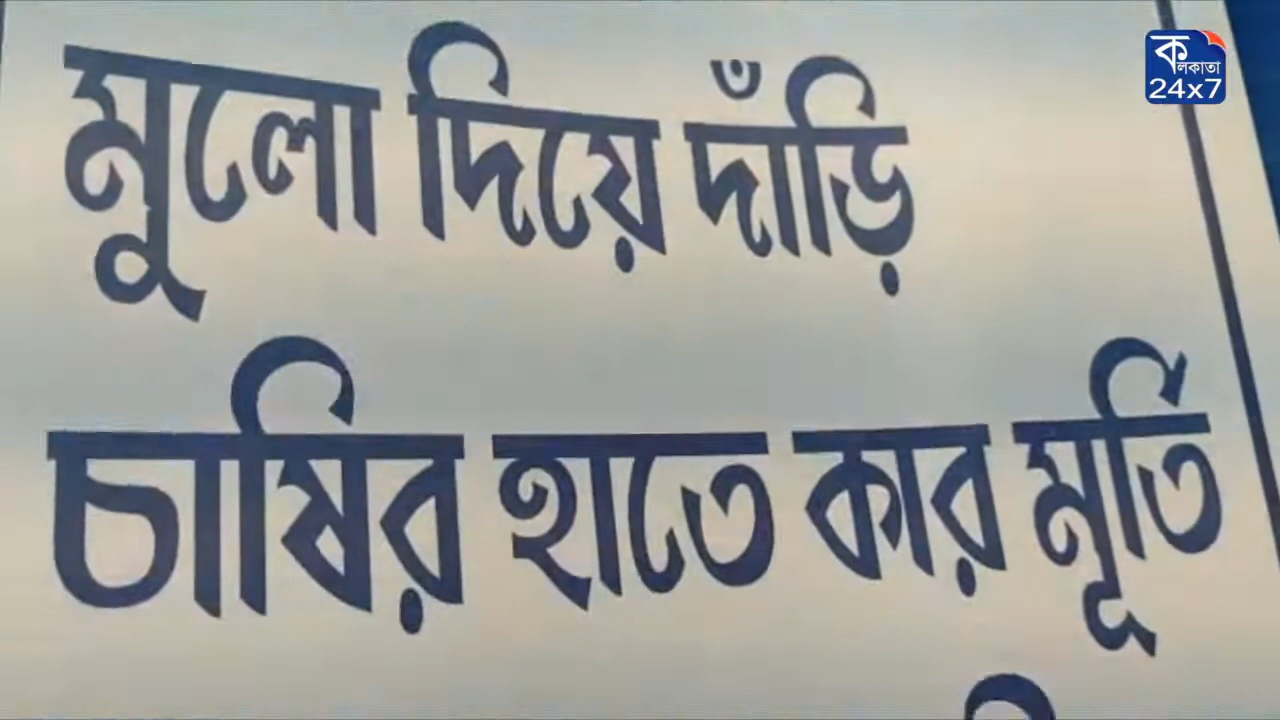 মুলো দিয়ে দাঁড়ি
চাষির হাতে কার মূর্তি
কলকাতা
24x7